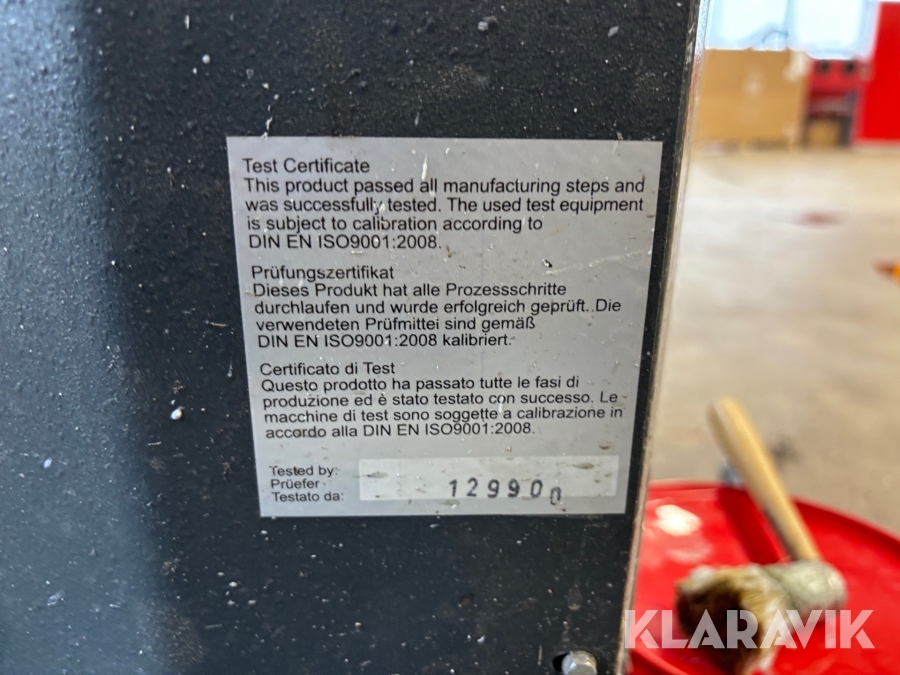 Test Certificate
This product passed all manufacturing steps and
was successfully tested. The used test equipment
is subject to calibration according to
DIN EN ISO9001:2008.
Prüfungszertifikat
Dieses Produkt hat alle Prozessschritte
durchlaufen und wurde erfolgreich geprüft. Die
verwendeten Prüfmittei sind gemäß
DIN EN ISO9001:2008 kalibriert.
Certificato di Test
Questo prodotto ha passato tutte le fasi di
produzione ed è stato testato con successo. Le
macchine di test sono soggette a calibrazione in
accordo alla DIN EN ISO9001:2008.
Tested by:
Prüefer
Testato da:
129900
KLARAVIK